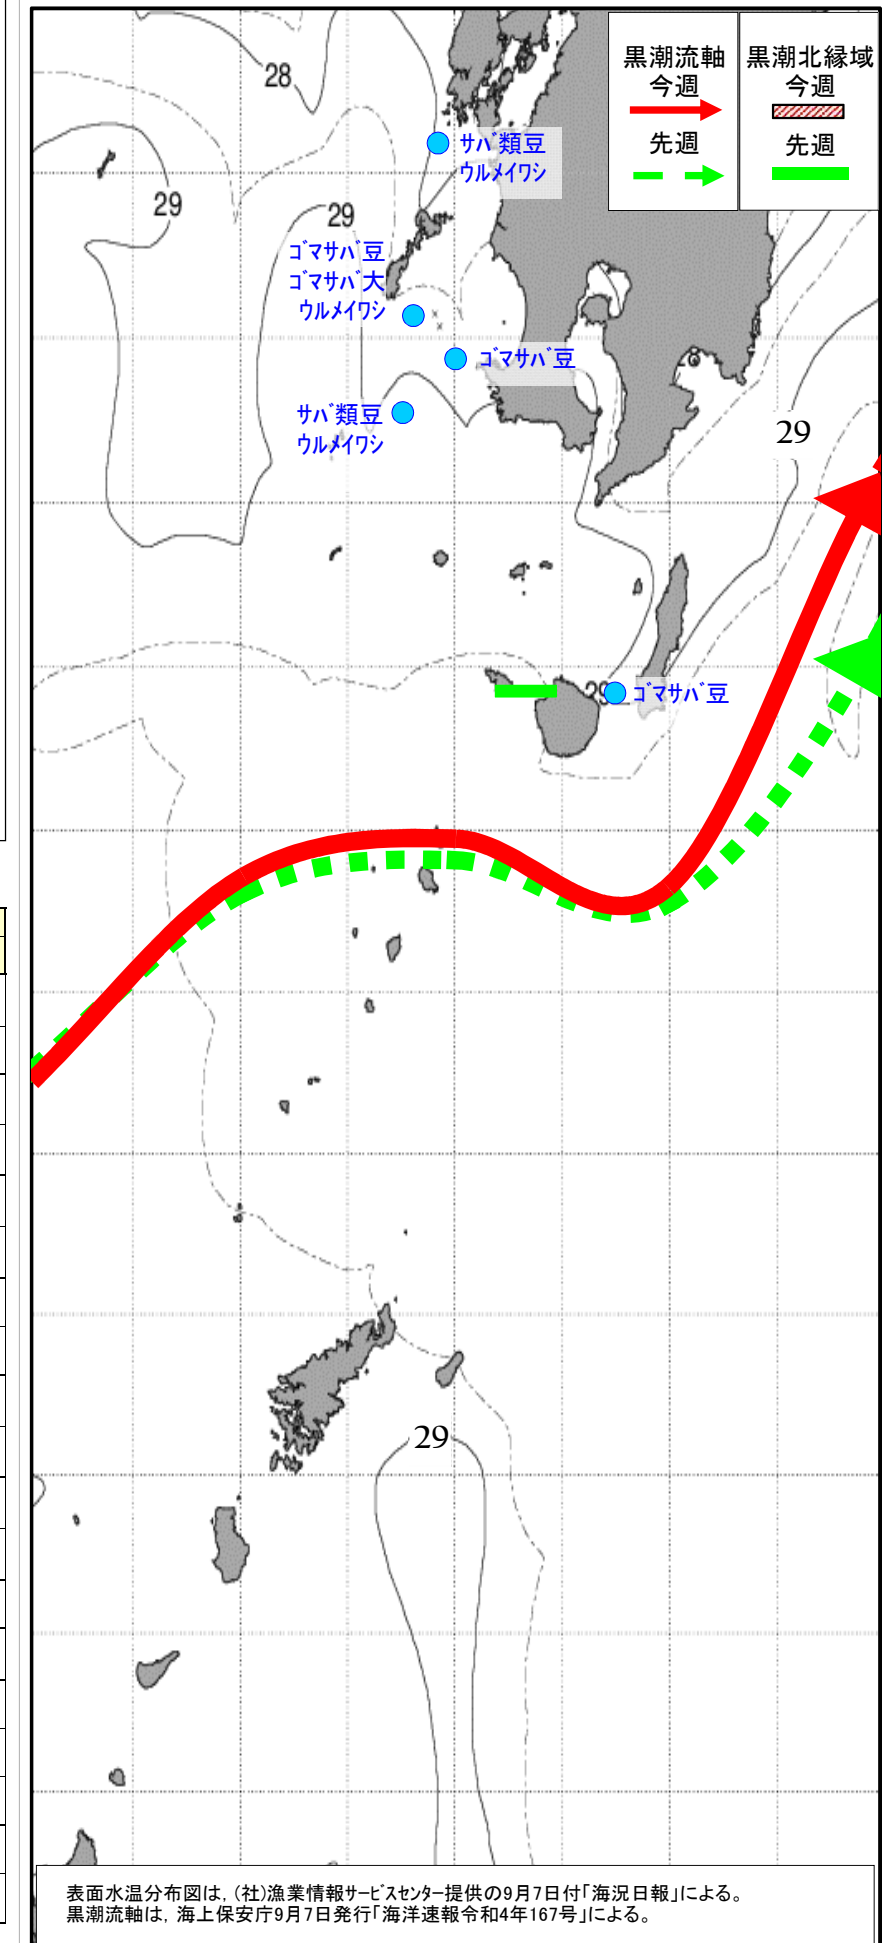 黒潮流軸
今週
先週
黒潮北縁域
今週
先週
28
29
29
サバ類豆
ウルメイワシ
ゴマサバ豆
ゴマサバ大
ウルメイワシ
ゴマサバ豆
サバ類豆
ウルメイワシ
29
29
ゴマサバ豆
29
表面水温分布図は，(社)漁業情報サービスセンター提供の9月7日付「海況日報」による。
黒潮流軸は，海上保安庁9月7日発行「海洋速報令和4年167号」による。